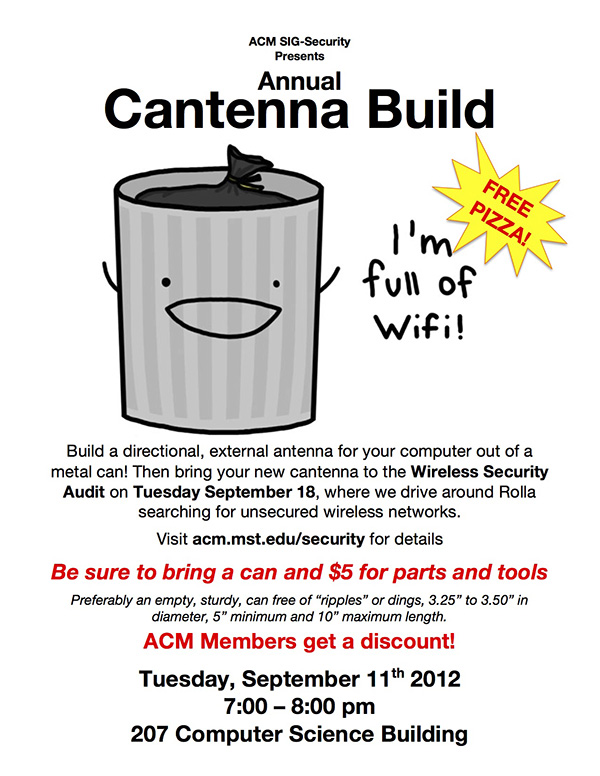 ACM SIG-Security
Presents
Annual
Cantenna Build
FREE
PIZZA!
I'm
full of
Wifi!
Build a directional, external antenna for your computer out of a
metal can! Then bring your new cantenna to the Wireless Security
Audit on Tuesday September 18, where we drive around Rolla
searching for unsecured wireless networks.
Visit acm.mst.edu/security for details
Be sure to bring a can and $5 for parts and tools
Preferably an empty, sturdy, can free of “ripples” or dings, 3.25” to 3.50” in
diameter, 5” minimum and 10” maximum length.
ACM Members get a discount!
Tuesday, September 11th 2012
7:00 – 8:00 pm
207 Computer Science Building